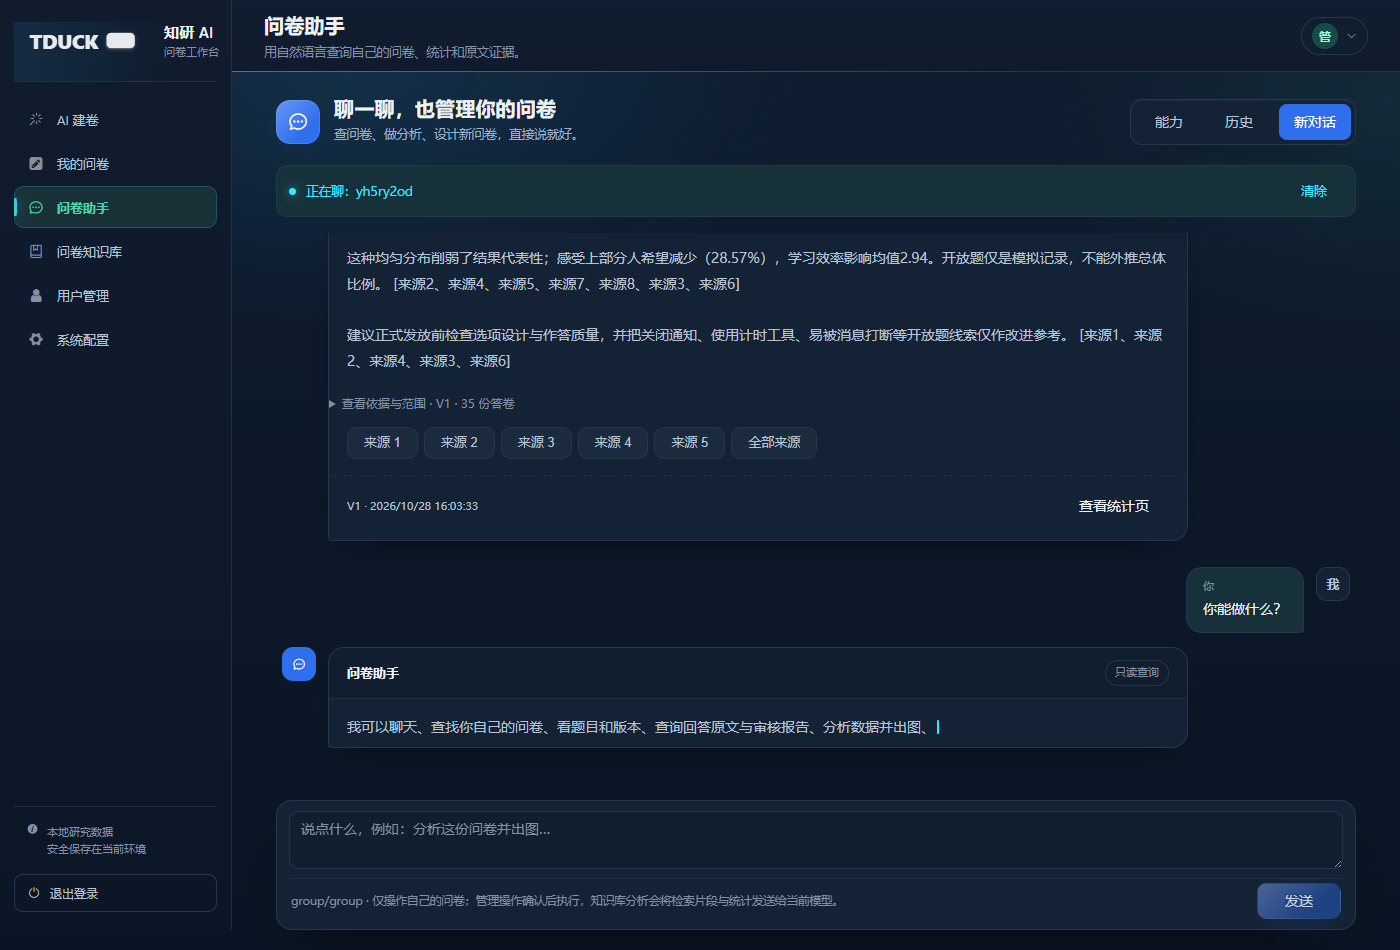 TDUCK
知研 AI
问卷工作台
AI 建卷
我的问卷
问卷助手
问卷知识库
用户管理
系统配置
本地研究数据
安全保存在当前环境
退出登录
问卷助手
用自然语言查询自己的问卷、统计和原文证据。
管
聊一聊，也管理你的问卷
查问卷、做分析、设计新问卷，直接说就好。
能力
历史
新对话
正在聊：yh5ry2od
清除
这种均匀分布削弱了结果代表性；感受上部分人希望减少（28.57%），学习效率影响均值2.94。开放题仅是模拟记录，不能外推总体
比例。 [来源2、来源4、来源5、来源7、来源8、来源3、来源6]
建议正式发放前检查选项设计与作答质量，并把关闭通知、使用计时工具、易被消息打断等开放题线索仅作改进参考。 [来源1、来源
2、来源4、来源3、来源6]
查看依据与范围 · V1 · 35 份答卷
来源 1
来源 2
来源 3
来源 4
来源 5
全部来源
V1 · 2026/10/28 16:03:33
查看统计页
你
你能做什么？
我
问卷助手
只读查询
我可以聊天、查找你自己的问卷、看题目和版本、查询回答原文与审核报告、分析数据并出图、
说点什么，例如：分析这份问卷并出图...
group/group · 仅操作自己的问卷；管理操作确认后执行，知识库分析会将检索片段与统计发送给当前模型。
发送